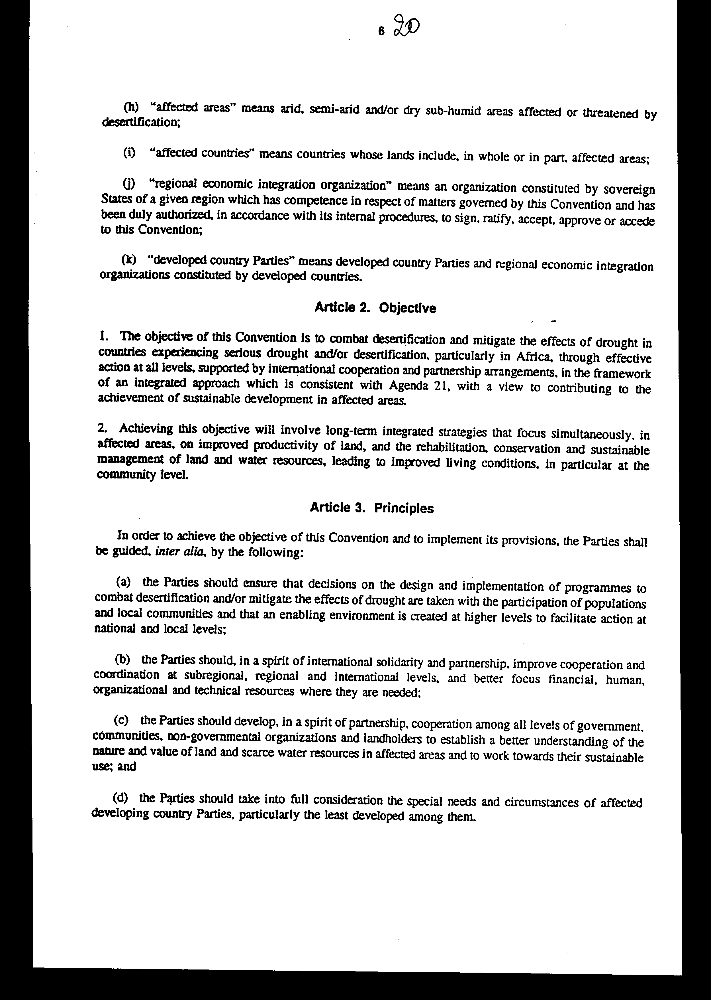 6 20
(h) “affected areas” means arid, semi-arid and/or dry sub-humid areas affected or threatened by
desertification;
(i) “affected countries” means countries whose lands include, in whole or in part, affected areas;
(j) “regional economic integration organization” means an organization constituted by sovereign
States of a given region which has competence in respect of matters governed by this Convention and has
been duly authorized, in accordance with its internal procedures, to sign, ratify, accept, approve or accede
to this Convention;
(k) “developed country Parties” means developed country Parties and regional economic integration
organizations constituted by developed countries.
Article 2. Objective
1. The objective of this Convention is to combat desertification and mitigate the effects of drought in
countries experiencing serious drought and/or desertification, particularly in Africa, through effective
action at all levels, supported by international cooperation and partnership arrangements, in the framework
of an integrated approach which is consistent with Agenda 21, with a view to contributing to the
achievement of sustainable development in affected areas.
2. Achieving this objective will involve long-term integrated strategies that focus simultaneously, in
affected areas, on improved productivity of land, and the rehabilitation, conservation and sustainable
management of land and water resources, leading to improved living conditions, in particular at the
community level.
Article 3. Principles
In order to achieve the objective of this Convention and to implement its provisions, the Parties shall
be guided, inter alia, by the following:
(a) the Parties should ensure that decisions on the design and implementation of programmes to
combat desertification and/or mitigate the effects of drought are taken with the participation of populations
and local communities and that an enabling environment is created at higher levels to facilitate action at
national and local levels;
(b) the Parties should, in a spirit of international solidarity and partnership, improve cooperation and
coordination at subregional, regional and international levels, and better focus financial, human,
organizational and technical resources where they are needed;
(c) the Parties should develop, in a spirit of partnership, cooperation among all levels of government,
communities, non-governmental organizations and landholders to establish a better understanding of the
nature and value of land and scarce water resources in affected areas and to work towards their sustainable
use; and
(d) the Parties should take into full consideration the special needs and circumstances of affected
developing country Parties, particularly the least developed among them.